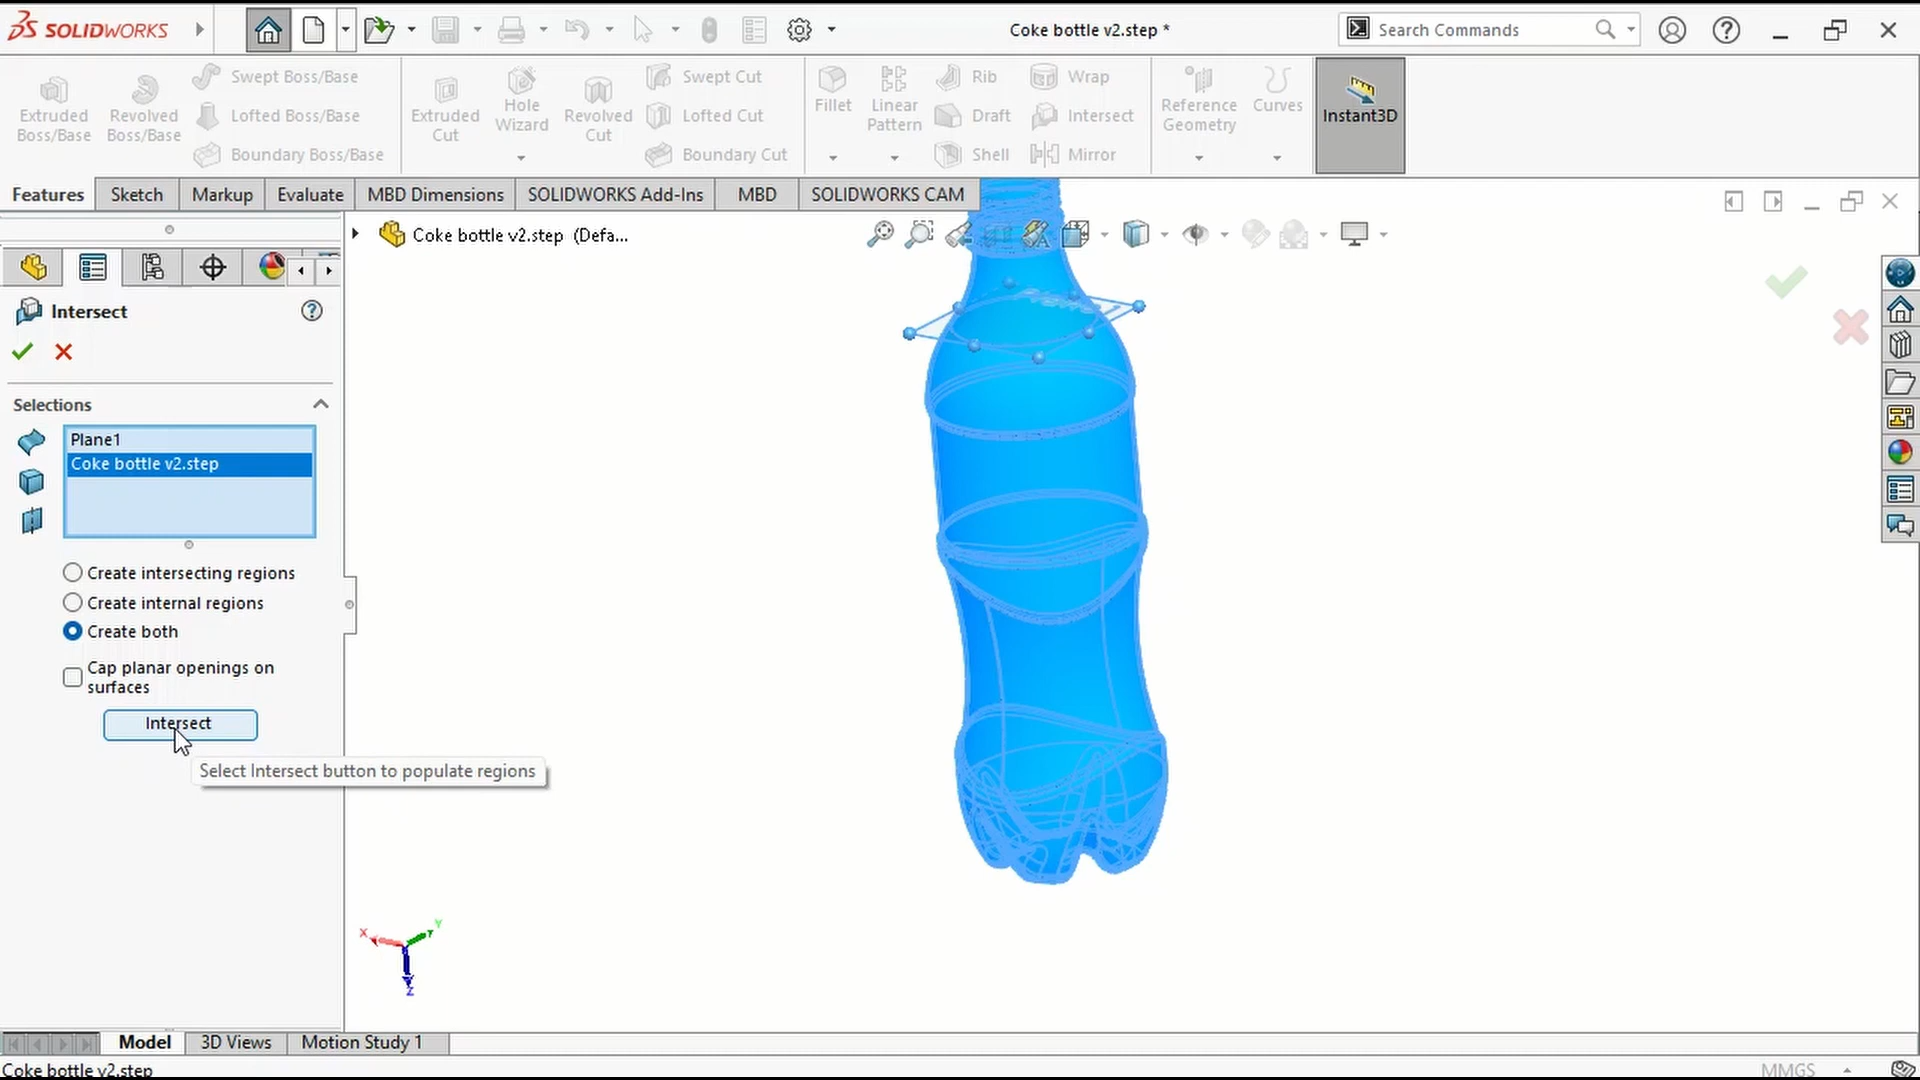 SOLIDWORKS
Coke bottle v2.step *
Search Commands
Extruded Boss/Base
Revolved Boss/Base
Swept Boss/Base
Lofted Boss/Base
Boundary Boss/Base
Extruded Cut
Hole Wizard
Revolved Cut
Swept Cut
Lofted Cut
Boundary Cut
Fillet
Linear Pattern
Rib
Draft
Shell
Wrap
Intersect
Mirror
Reference Geometry
Curves
Instant3D
Features
Sketch
Markup
Evaluate
MBD Dimensions
SOLIDWORKS Add-Ins
MBD
SOLIDWORKS CAM
Coke bottle v2.step (Defa...
Intersect
Selections
Plane1
Coke bottle v2.step
Create intersecting regions
Create internal regions
Create both
Cap planar openings on
surfaces
Intersect
Select Intersect button to populate regions
X
Y
Z
Model
3D Views
Motion Study 1
Coke bottle v2.step
MMGS